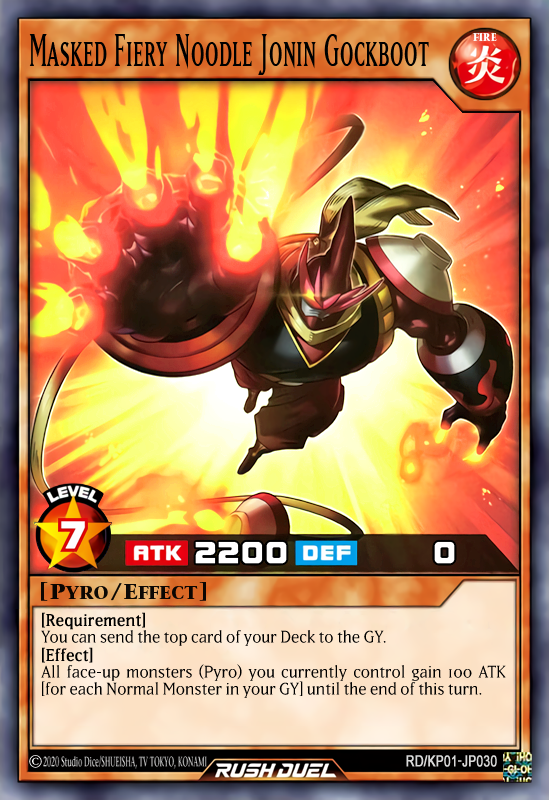 Masked Fiery Noodle Jonin Gockboot
FIRE
炎
LEVEL
7
ATK 2200 DEF 0
[Pyro/Effect]
[Requirement]
You can send the top card of your Deck to the GY.
[Effect]
All face-up monsters (Pyro) you currently control gain 100 ATK
[for each Normal Monster in your GY] until the end of this turn.
©2020 Studio Dice/SHUEISHA, TV TOKYO, KONAMI
RUSH DUEL
RD/KP01-JP030